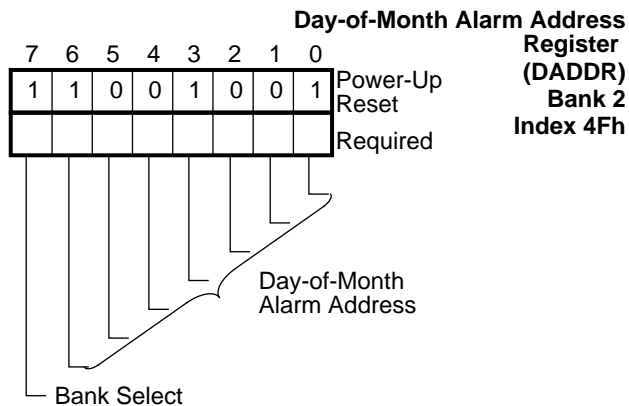 Day-of-Month Alarm Address
Register
(DADDR)
Bank 2
Index 4Fh
7 6 5 4 3 2 1 0
1 1 0 0 1 0 0 1
Power-Up
Reset
Required
Day-of-Month
Alarm Address
Bank Select